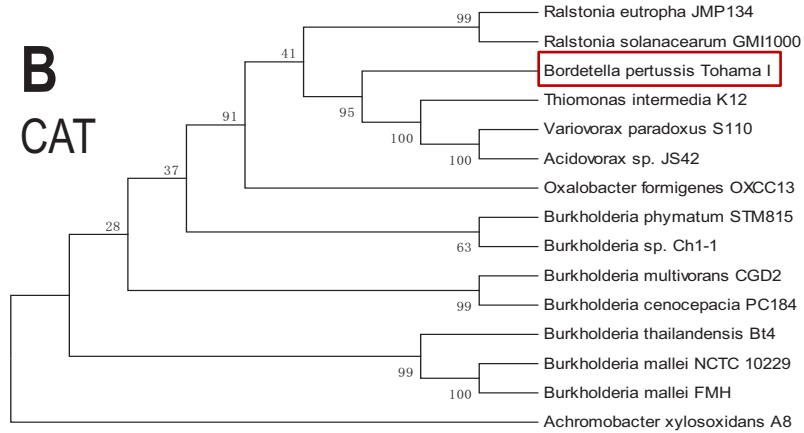 B
CAT
Ralstonia eutropha JMP134
99
Ralstonia solanacearum GMI1000
41
Bordetella pertussis Tohama I
95
Thiomonas intermedia K12
91
100
Variovorax paradoxus S110
100
Acidovorax sp. JS42
37
Oxalobacter formigenes OXCC13
28
Burkholderia phymatum STM815
63
Burkholderia sp. Ch1-1
Burkholderia multivorans CGD2
99
Burkholderia cenocepacia PC184
Burkholderia thailandensis Bt4
99
Burkholderia mallei NCTC 10229
100
Burkholderia mallei FMH
Achromobacter xylosoxidans A8